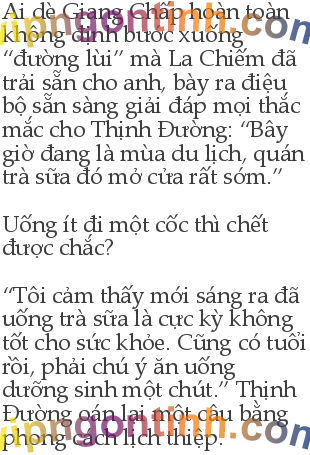 Ai dè Giang Chấp hoàn toàn
không định bước xuống
“đường lùi” mà La Chiếm đã
trải sẵn cho anh, bày ra điệu
bộ sẵn sàng giải đáp mọi thắc
mắc cho Thịnh Đường: “Bây
giờ đang là mùa du lịch, quán
trà sữa đó mở cửa rất sớm.”
Uống ít đi một cốc thì chết
được chắc?
“Tôi cảm thấy mới sáng ra đã
uống trà sữa là cực kỳ không
tốt cho sức khỏe. Cũng có tuổi
rồi, phải chú ý ăn uống
dưỡng sinh một chút.” Thịnh
Đường oán lại một câu bằng
phong cách lịch thiệp.
vipngontinh.com
vipngontinh.com